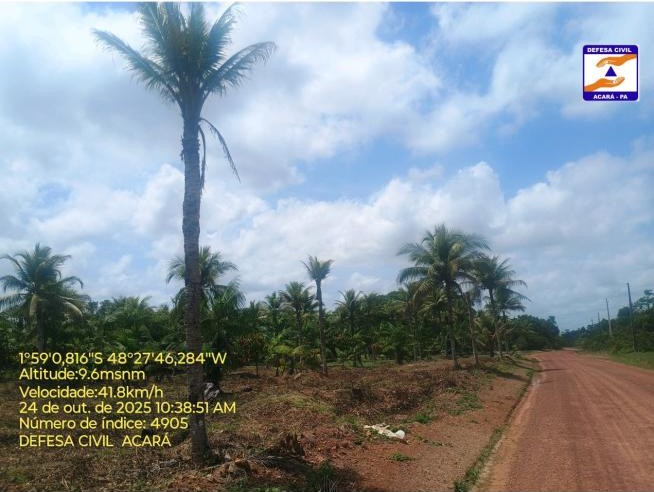 DEFESA CIVIL
ACARÁ - PA
1°59'0,816"S 48°27'46,284"W
Altitude:9.6msnm
Velocidade:41.8km/h
24 de out. de 2025 10:38:51 AM
Número de índice: 4905
DEFESA CIVIL ACARÁ